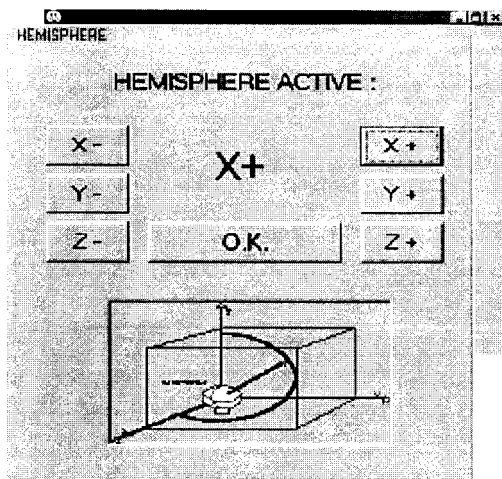 HEMISPHERE
HEMISPHERE ACTIVE :
X- X+ X+
Y- Y+
Z- O.K. Z+